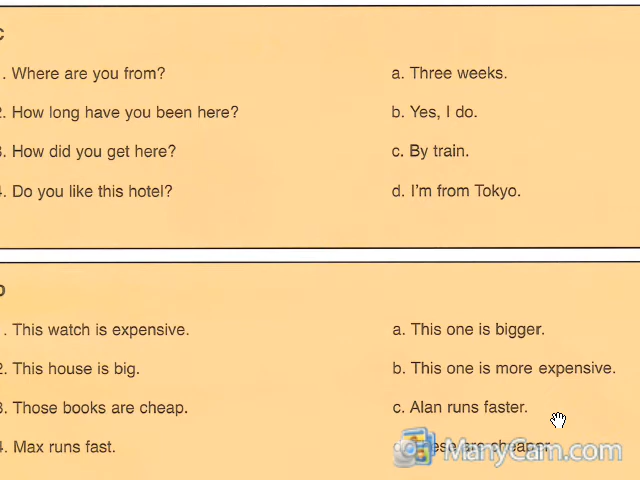 C
. Where are you from?
a. Three weeks.
2. How long have you been here?
b. Yes, I do.
3. How did you get here?
c. By train.
4. Do you like this hotel?
d. I'm from Tokyo.
D
. This watch is expensive.
a. This one is bigger.
2. This house is big.
b. This one is more expensive.
3. Those books are cheap.
c. Alan runs faster.
4. Max runs fast.
d. These are cheaper.
ManyCam.com